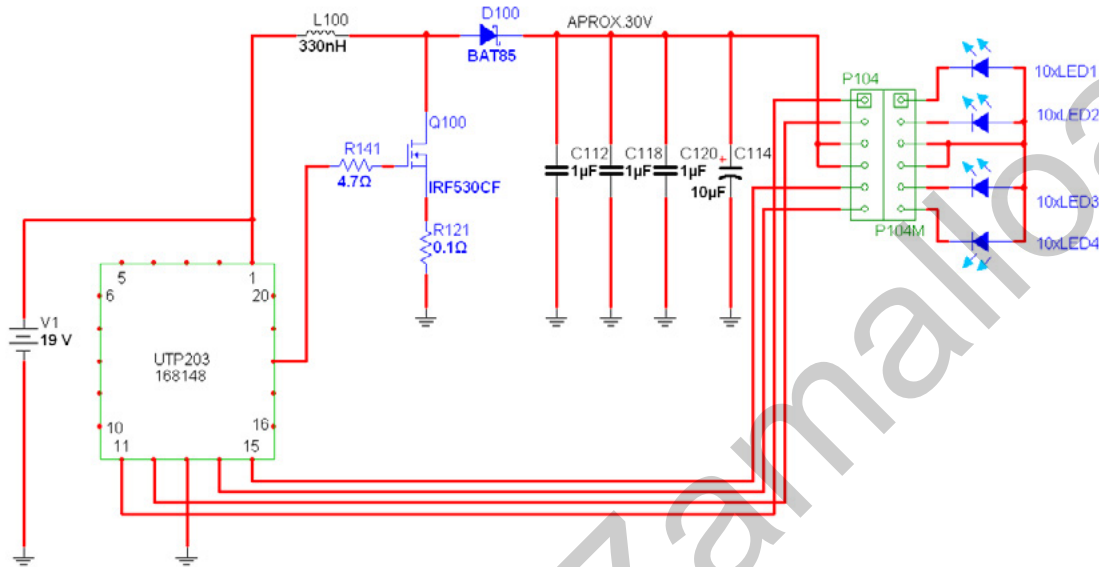 L100
330nH
D100
BAT85
APROX.30V
Q100
IRF530CF
R141
4.7Ω
R121
0.1Ω
C112
1µF
C118
1µF
C120
1µF
C114
+
10µF
P104
P104M
10xLED1
10xLED2
10xLED3
10xLED4
V1
19 V
5
1
6
20
UTP203
168148
10
16
11
15
zamalloa